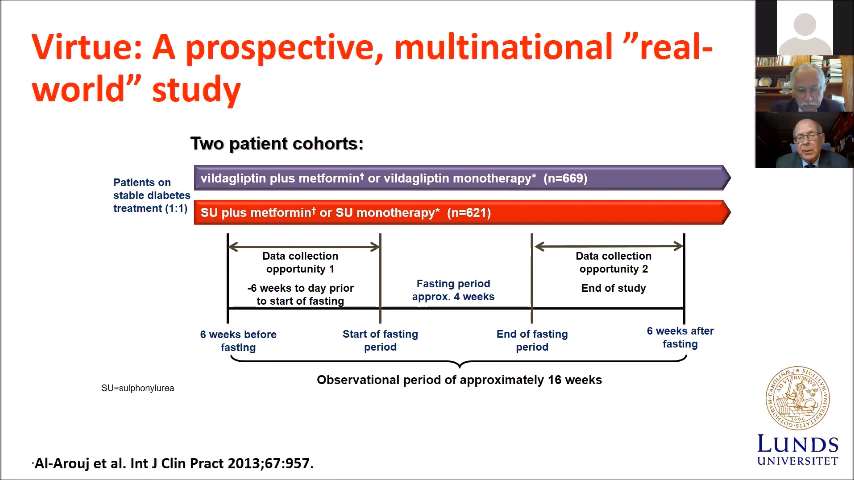 Virtue: A prospective, multinational ”real-
world” study
Two patient cohorts:
Patients on
stable diabetes
treatment (1:1)
vildagliptin plus metformin† or vildagliptin monotherapy* (n=669)
SU plus metformin† or SU monotherapy* (n=621)
Data collection
opportunity 1
-6 weeks to day prior
to start of fasting
Fasting period
approx. 4 weeks
Data collection
opportunity 2
End of study
6 weeks before
fasting
Start of fasting
period
End of fasting
period
6 weeks after
fasting
Observational period of approximately 16 weeks
SU=sulphonylurea
LUNDS
UNIVERSITET
·Al-Arouj et al. Int J Clin Pract 2013;67:957.